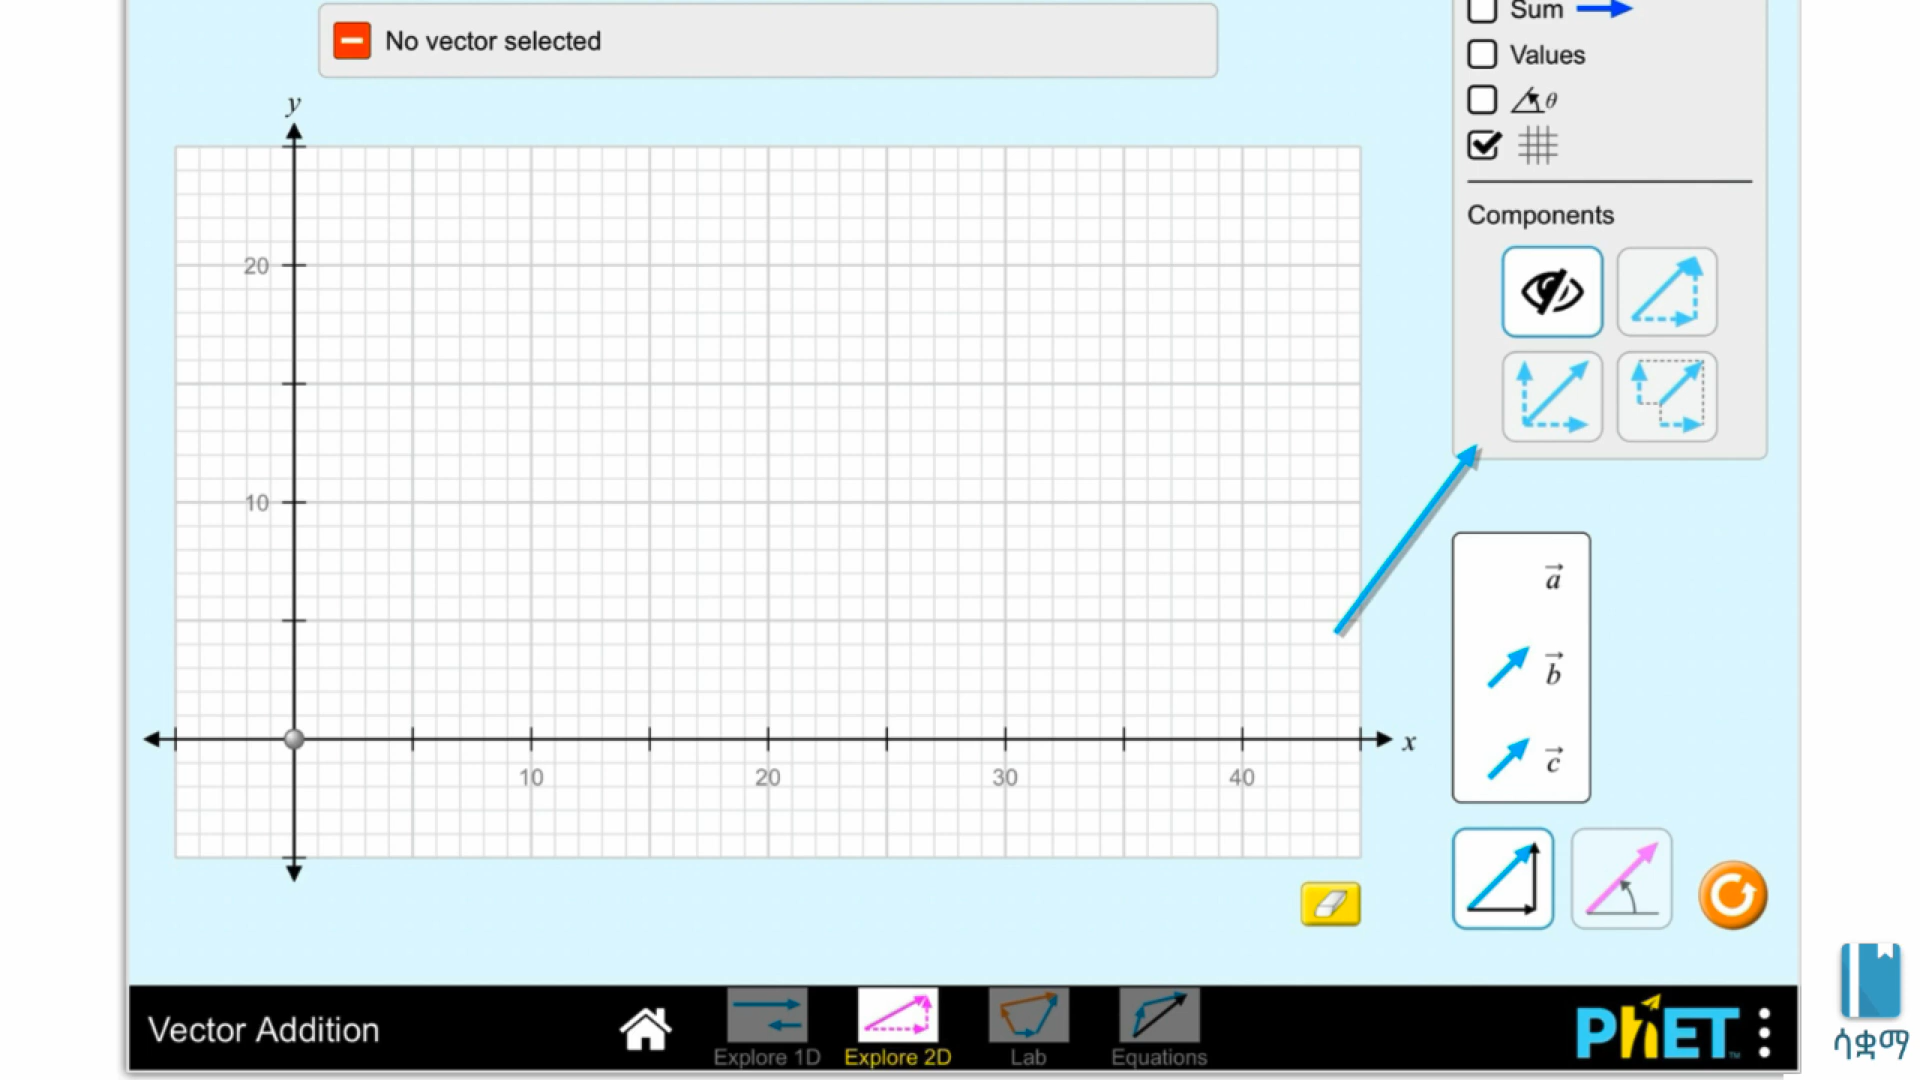 Sum
No vector selected
Values
θ
y
Components
20
10
a
b
c
x
10 20 30 40
Vector Addition
Explore 1D
Explore 2D
Lab
Equations
PhET
ሳቋማ